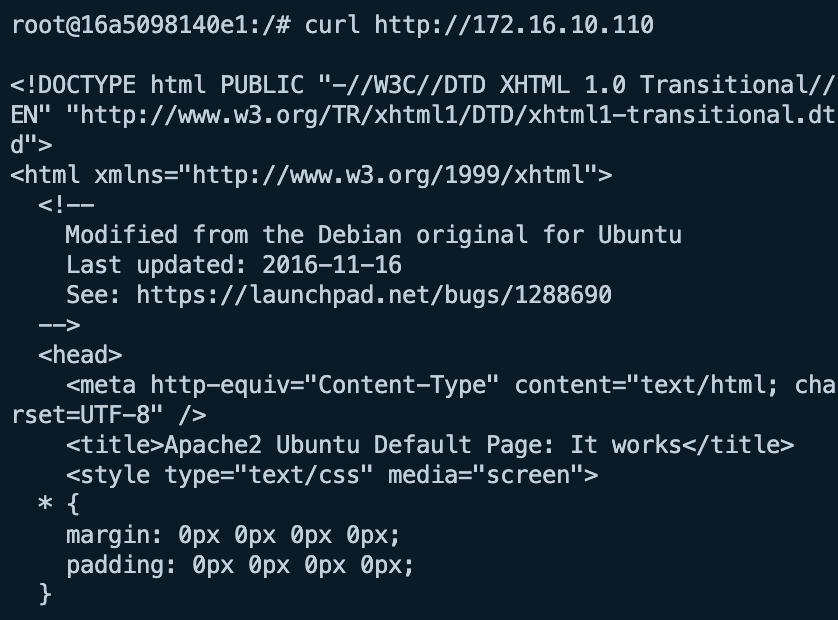 root@16a5098140e1:/# curl http://172.16.10.110
<!DOCTYPE html PUBLIC "-//W3C//DTD XHTML 1.0 Transitional//
EN" "http://www.w3.org/TR/xhtml1/DTD/xhtml1-transitional.dt
d">
<html xmlns="http://www.w3.org/1999/xhtml">
  <!--
    Modified from the Debian original for Ubuntu
    Last updated: 2016-11-16
    See: https://launchpad.net/bugs/1288690
  -->
  <head>
    <meta http-equiv="Content-Type" content="text/html; cha
rset=UTF-8" />
    <title>Apache2 Ubuntu Default Page: It works</title>
    <style type="text/css" media="screen">
  * {
    margin: 0px 0px 0px 0px;
    padding: 0px 0px 0px 0px;
  }